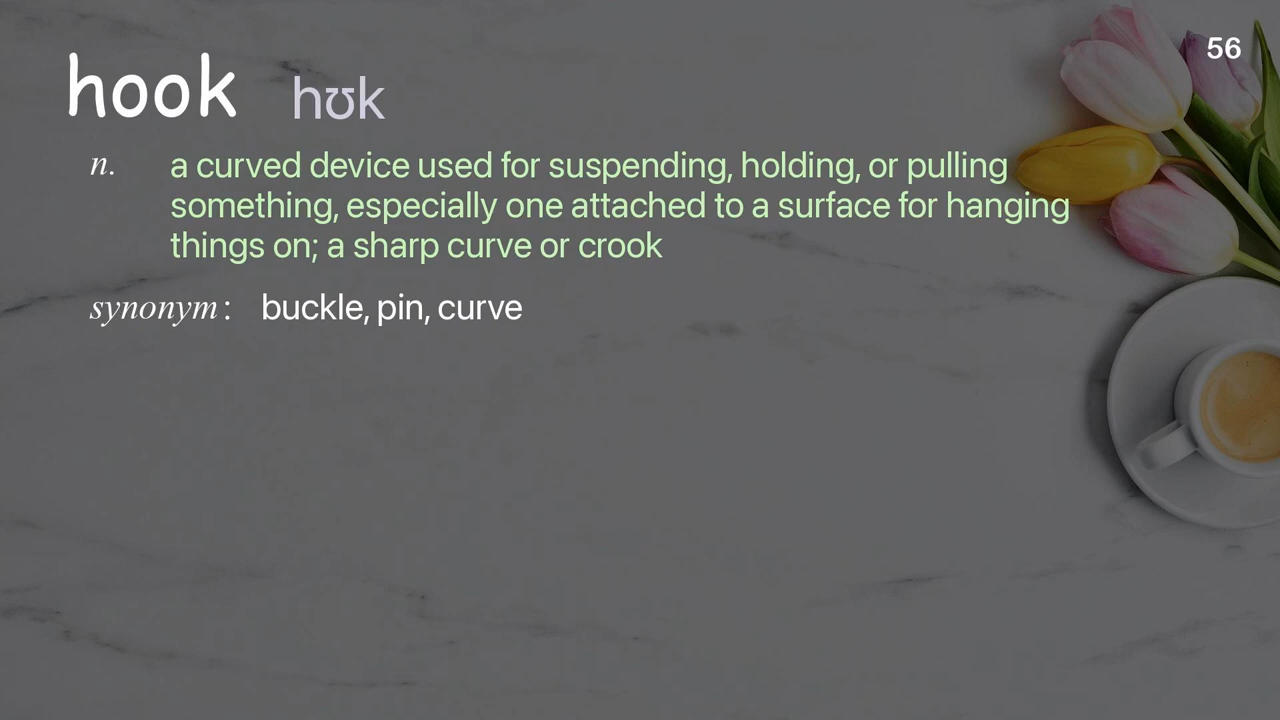 56
hook hʊk
n. a curved device used for suspending, holding, or pulling
something, especially one attached to a surface for hanging
things on; a sharp curve or crook
synonym: buckle, pin, curve